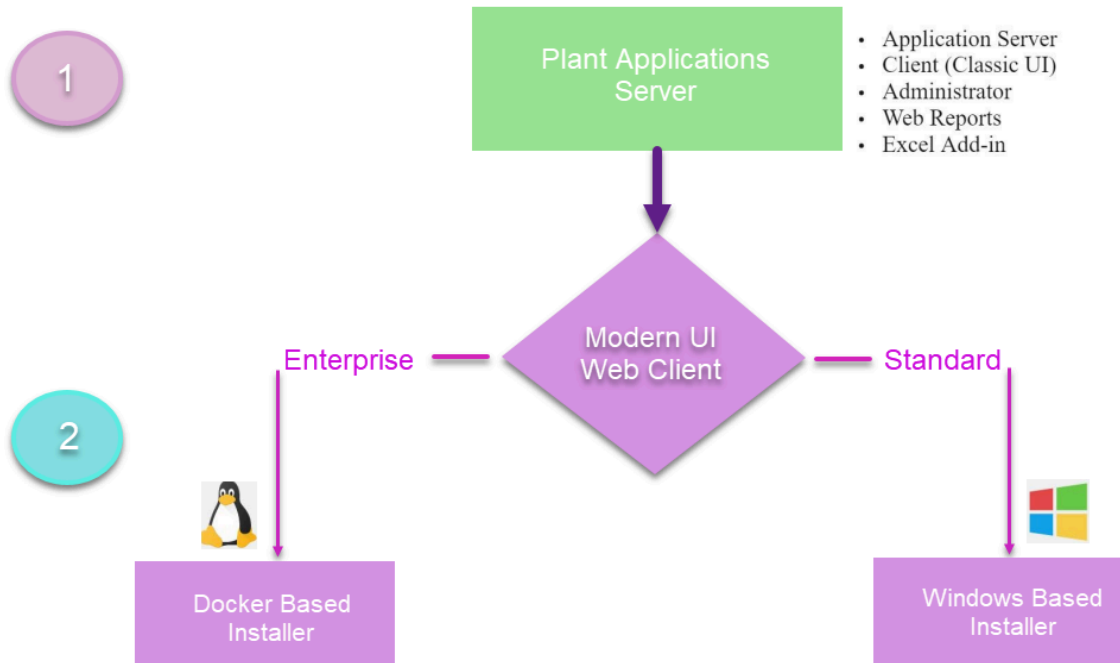 1
Plant Applications
Server
• Application Server
• Client (Classic UI)
• Administrator
• Web Reports
• Excel Add-in
Modern UI
Web Client
Enterprise
Standard
2
Docker Based
Installer
Windows Based
Installer